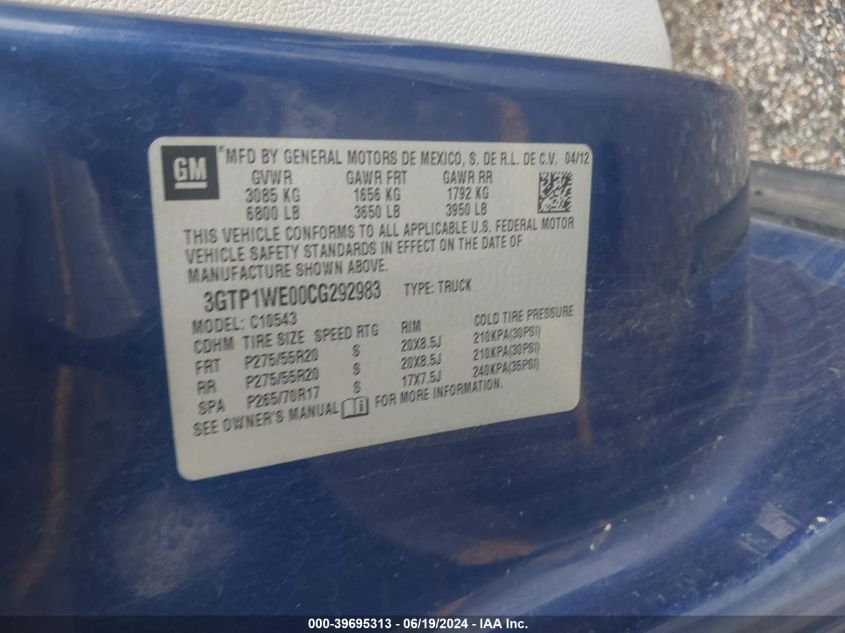 GM
*MFD BY GENERAL MOTORS DE MEXICO, S. DE R.L. DE C.V. 04/12
GVWR GAWR FRT GAWR RR
3085 KG 1656 KG 1792 KG
6800 LB 3650 LB 3950 LB
THIS VEHICLE CONFORMS TO ALL APPLICABLE U.S. FEDERAL MOTOR
VEHICLE SAFETY STANDARDS IN EFFECT ON THE DATE OF
MANUFACTURE SHOWN ABOVE.
3GTP1WE00CG292983 TYPE: TRUCK
MODEL: C10543
CDHM TIRE SIZE SPEED RTG RIM COLD TIRE PRESSURE
FRT P275/55R20 S 20X8.5J 210KPA(30PSI)
RR P275/55R20 S 20X8.5J 210KPA(30PSI)
SPA P265/70R17 S 17X7.5J 240KPA(35PSI)
SEE OWNER'S MANUAL FOR MORE INFORMATION.
000-39695313 - 06/19/2024 - IAA Inc.